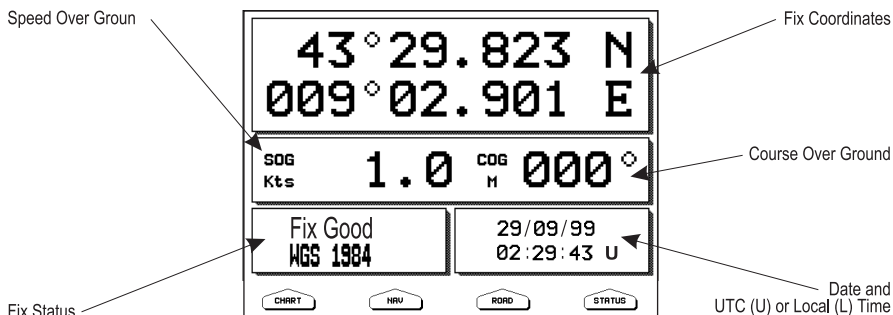 Speed Over Groun
Fix Coordinates
43°29.823 N
009°02.901 E
SOG
Kts
1.0
COG
M
000°
Course Over Ground
Fix Good
WGS 1984
29/09/99
02:29:43 U
Fix Status
Date and
UTC (U) or Local (L) Time
CHART
NAV
ROAD
STATUS